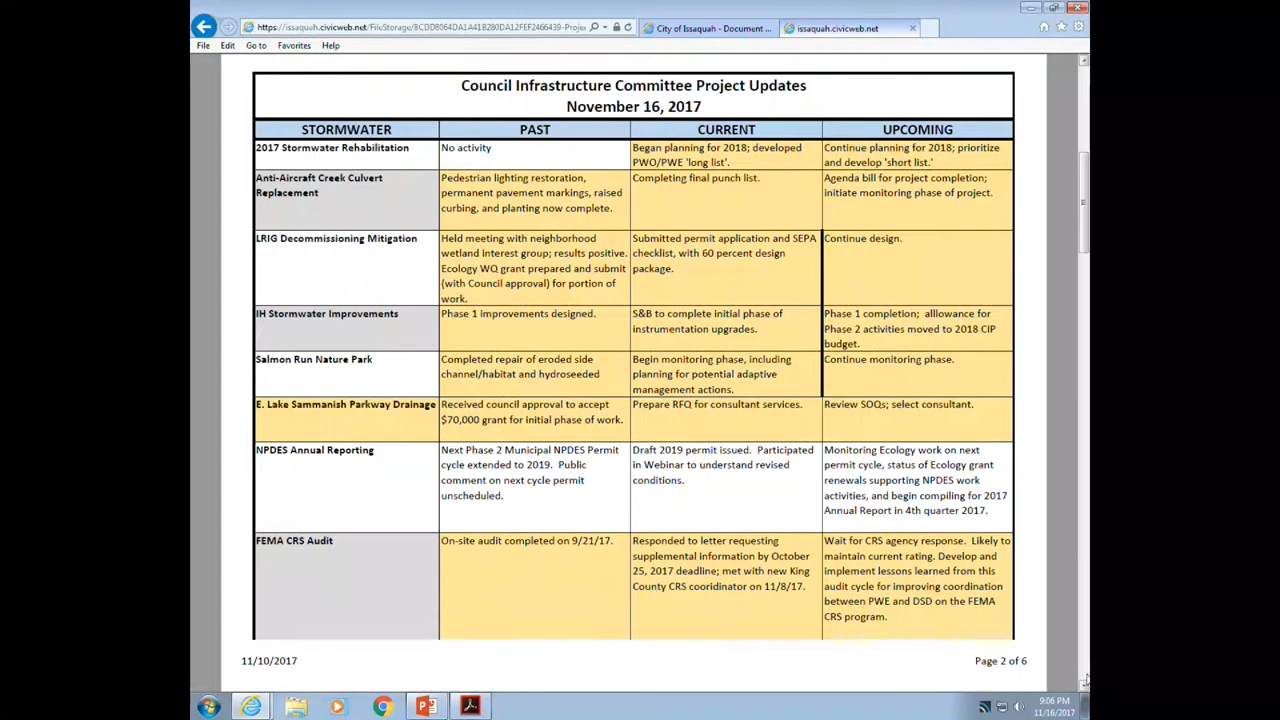 https://issaquah.civicweb.net/FileStorage/8CDD8064DA1A41B280DA12FEF2466439-Projec
City of Issaquah - Document ...
issaquah.civicweb.net
File Edit Go to Favorites Help
Council Infrastructure Committee Project Updates
November 16, 2017
STORMWATER PAST CURRENT UPCOMING
2017 Stormwater Rehabilitation
No activity
Began planning for 2018; developed
PWO/PWE 'long list'.
Continue planning for 2018; prioritize
and develop 'short list.'
Anti-Aircraft Creek Culvert
Replacement
Pedestrian lighting restoration,
permanent pavement markings, raised
curbing, and planting now complete.
Completing final punch list.
Agenda bill for project completion;
initiate monitoring phase of project.
LRIG Decommissioning Mitigation
Held meeting with neighborhood
wetland interest group; results positive.
Ecology WQ grant prepared and submit
(with Council approval) for portion of
work.
Submitted permit application and SEPA
checklist, with 60 percent design
package.
Continue design.
IH Stormwater Improvements
Phase 1 improvements designed.
S&B to complete initial phase of
instrumentation upgrades.
Phase 1 completion; alllowance for
Phase 2 activities moved to 2018 CIP
budget.
Salmon Run Nature Park
Completed repair of eroded side
channel/habitat and hydroseeded
Begin monitoring phase, including
planning for potential adaptive
management actions.
Continue monitoring phase.
E. Lake Sammanish Parkway Drainage
Received council approval to accept
$70,000 grant for initial phase of work.
Prepare RFQ for consultant services.
Review SOQs; select consultant.
NPDES Annual Reporting
Next Phase 2 Municipal NPDES Permit
cycle extended to 2019. Public
comment on next cycle permit
unscheduled.
Draft 2019 permit issued. Participated
in Webinar to understand revised
conditions.
Monitoring Ecology work on next
permit cycle, status of Ecology grant
renewals supporting NPDES work
activities, and begin compiling for 2017
Annual Report in 4th quarter 2017.
FEMA CRS Audit
On-site audit completed on 9/21/17.
Responded to letter requesting
supplemental information by October
25, 2017 deadline; met with new King
County CRS cooridinator on 11/8/17.
Wait for CRS agency response. Likely to
maintain current rating. Develop and
implement lessons learned from this
audit cycle for improving coordination
between PWE and DSD on the FEMA
CRS program.
11/10/2017
Page 2 of 6
9:06 PM
11/16/2017